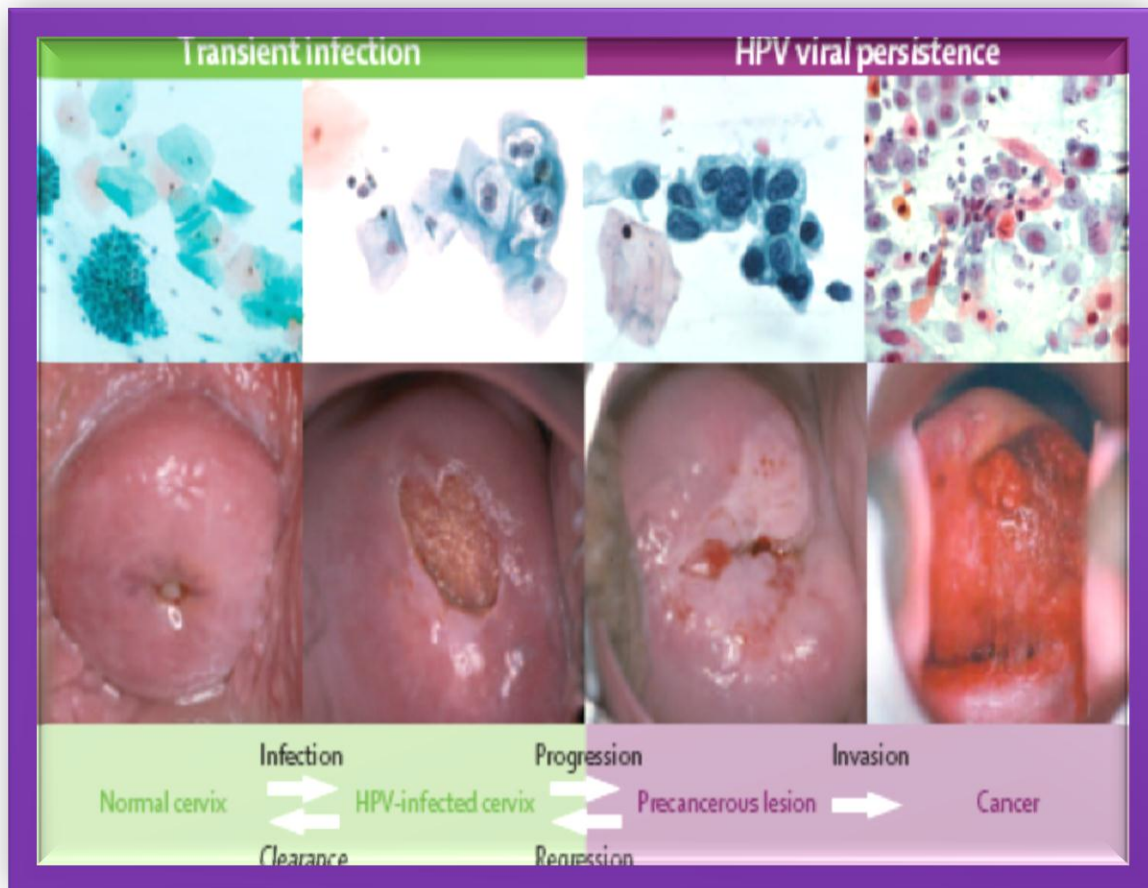 Transient infection
HPV viral persistence
Infection
Progression
Invasion
Normal cervix
HPV-infected cervix
Precancerous lesion
Cancer
Clearance
Regression